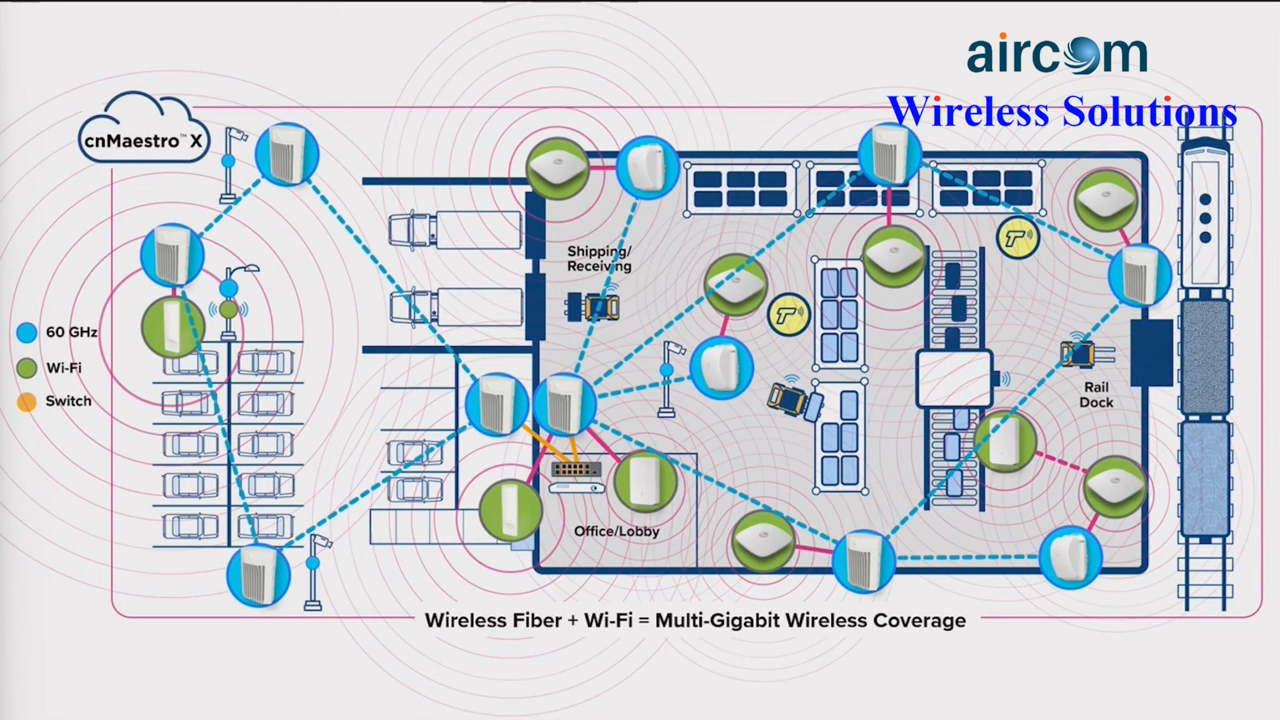 aircom
Wireless Solutions
cnMaestro™ X
Shipping/
Receiving
60 GHz
Wi-Fi
Switch
Rail
Dock
Office/Lobby
Wireless Fiber + Wi-Fi = Multi-Gigabit Wireless Coverage